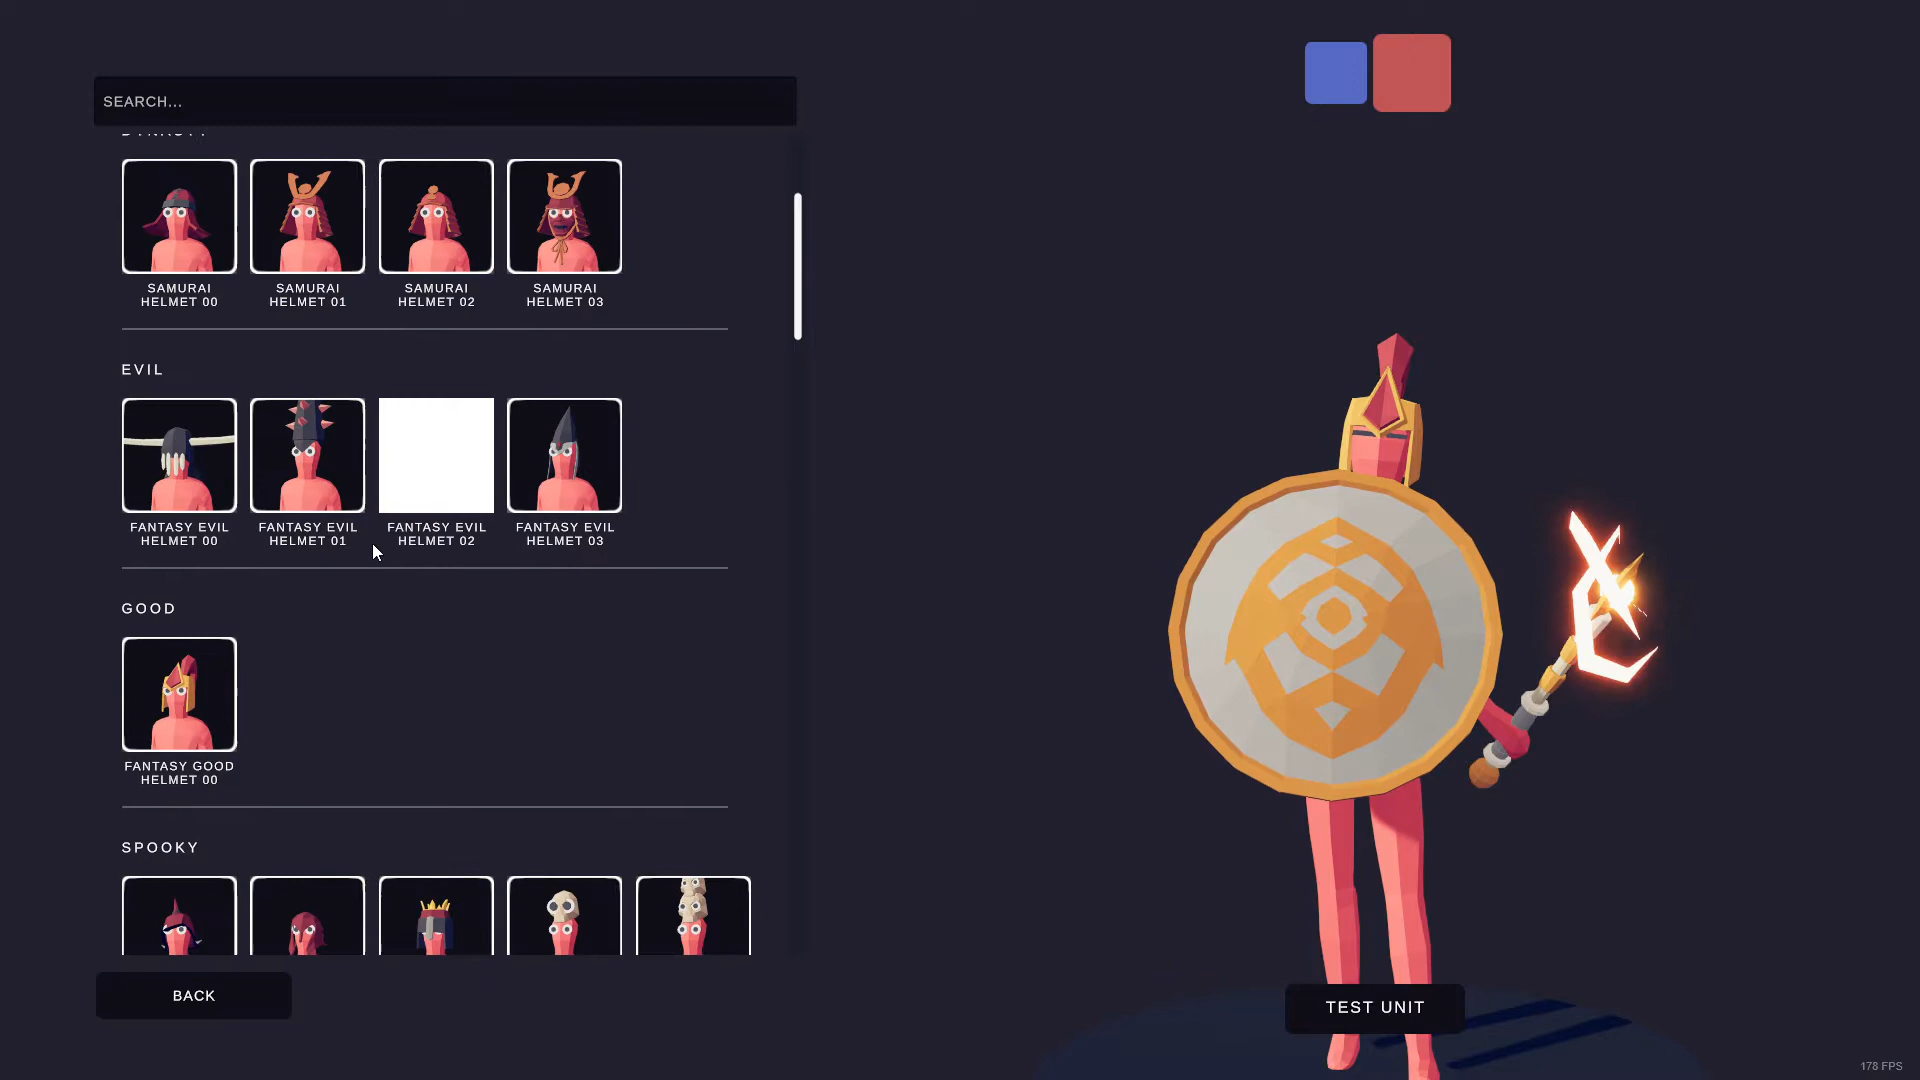 SEARCH...
DYNASTY
SAMURAI
HELMET 00
SAMURAI
HELMET 01
SAMURAI
HELMET 02
SAMURAI
HELMET 03
EVIL
FANTASY EVIL
HELMET 00
FANTASY EVIL
HELMET 01
FANTASY EVIL
HELMET 02
FANTASY EVIL
HELMET 03
GOOD
FANTASY GOOD
HELMET 00
SPOOKY
BACK
TEST UNIT
178 FPS